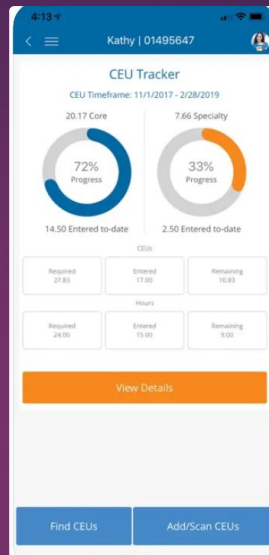 4:13
Kathy | 01495647
CEU Tracker
CEU Timeframe: 11/1/2017 - 2/28/2019
20.17 Core
7.66 Specialty
72%
Progress
33%
Progress
14.50 Entered to-date
2.50 Entered to-date
CEUs
Required
27.83
Entered
17.00
Remaining
10.83
Hours
Required
24.00
Entered
15.00
Remaining
9.00
View Details
Find CEUs
Add/Scan CEUs